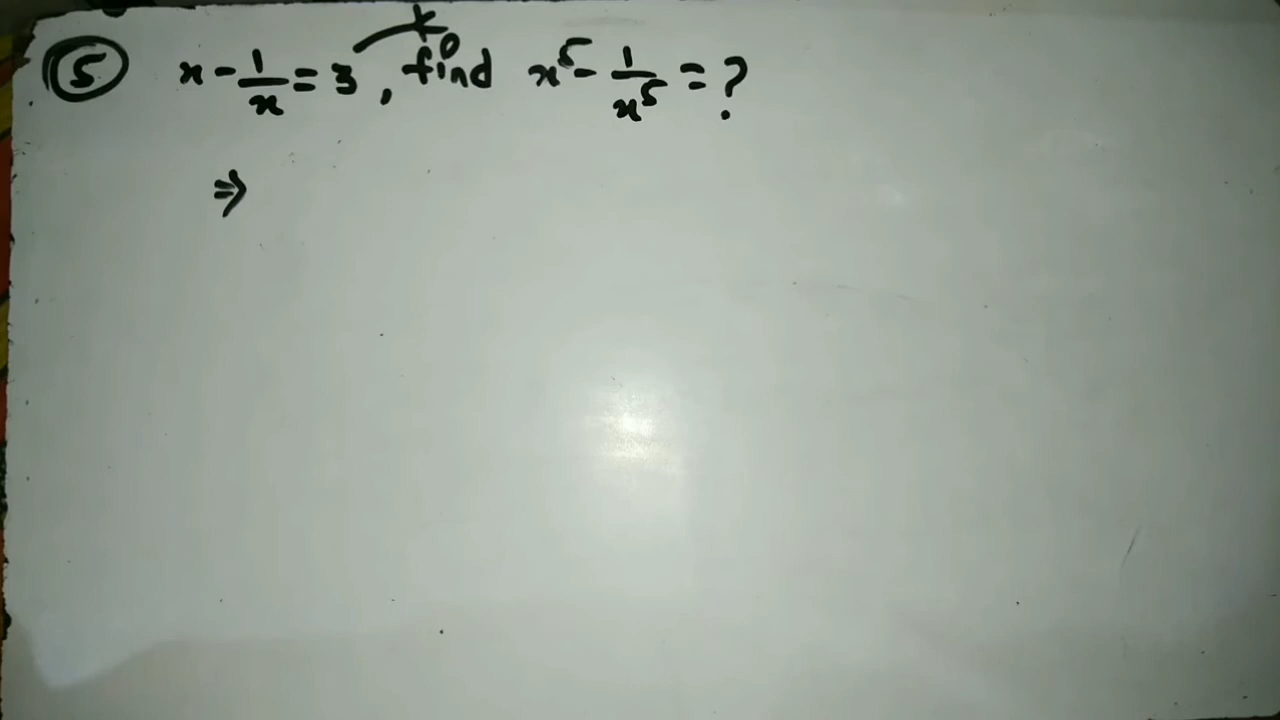 ⑤ x - 1/x = 3, find x⁵ - 1/x⁵ = ?
⇒